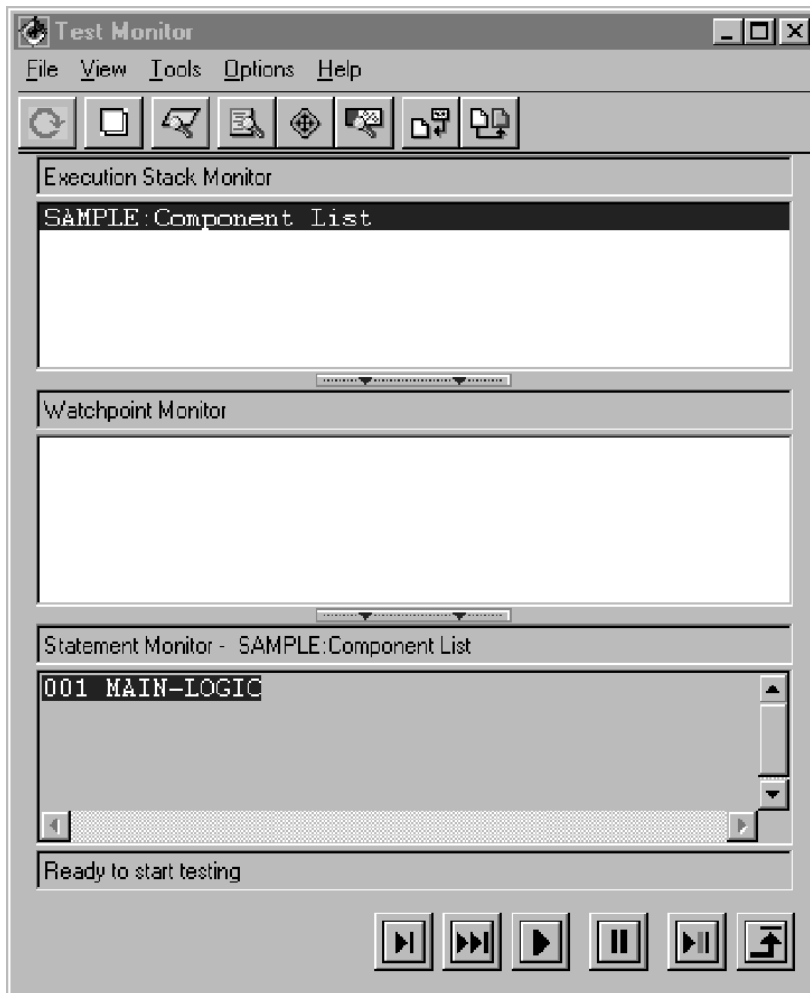 Test Monitor
File View Tools Options Help
Execution Stack Monitor
SAMPLE:Component List
Watchpoint Monitor
Statement Monitor - SAMPLE:Component List
001 MAIN-LOGIC
Ready to start testing